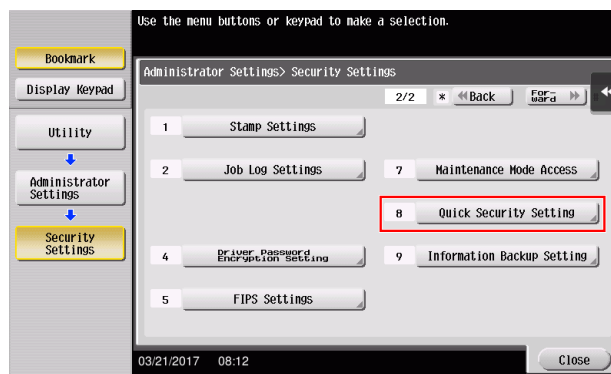 Use the menu buttons or keypad to make a selection.
Bookmark
Display Keypad
Utility
Administrator
Settings
Security
Settings
Administrator Settings> Security Settings
2/2 * Back For-
ward
1 Stamp Settings
2 Job Log Settings
7 Maintenance Mode Access
8 Quick Security Setting
4 Driver Password
Encryption Setting
9 Information Backup Setting
5 FIPS Settings
03/21/2017 08:12
Close